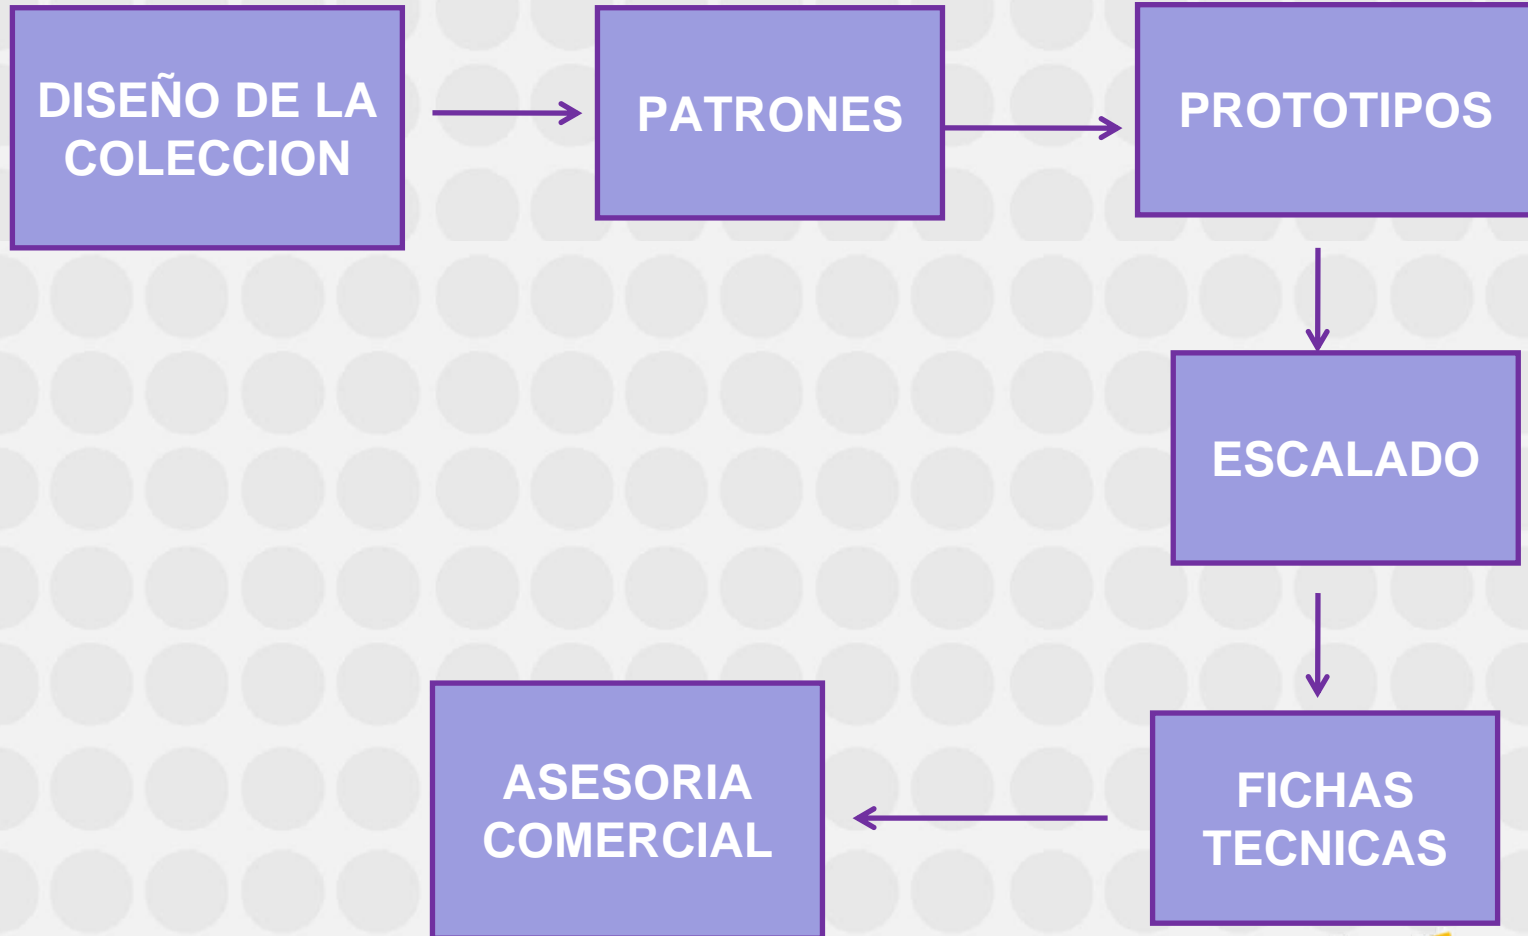 DISEÑO DE LA
COLECCION
PATRONES
PROTOTIPOS
ESCALADO
FICHAS
TECNICAS
ASESORIA
COMERCIAL